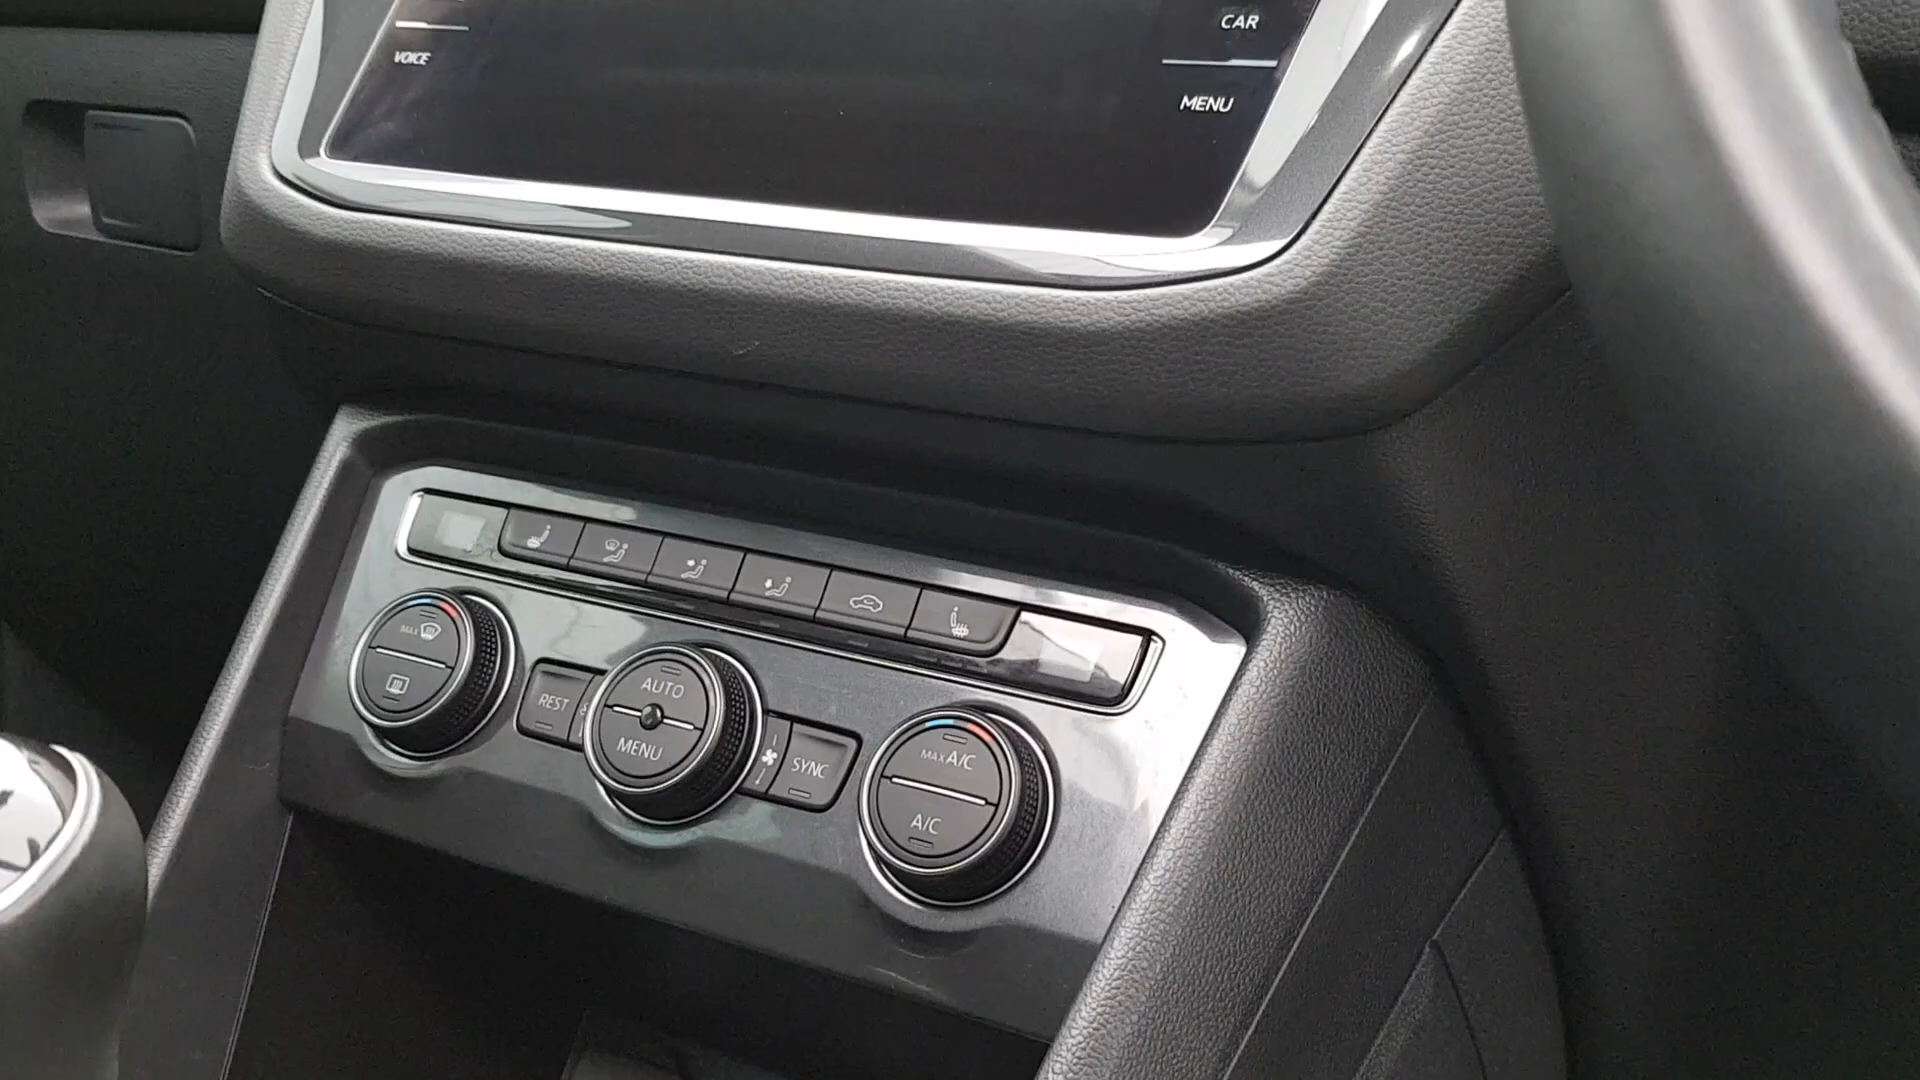 VOICE
CAR
MENU
MAX
REST
AUTO
MENU
SYNC
MAX A/C
A/C